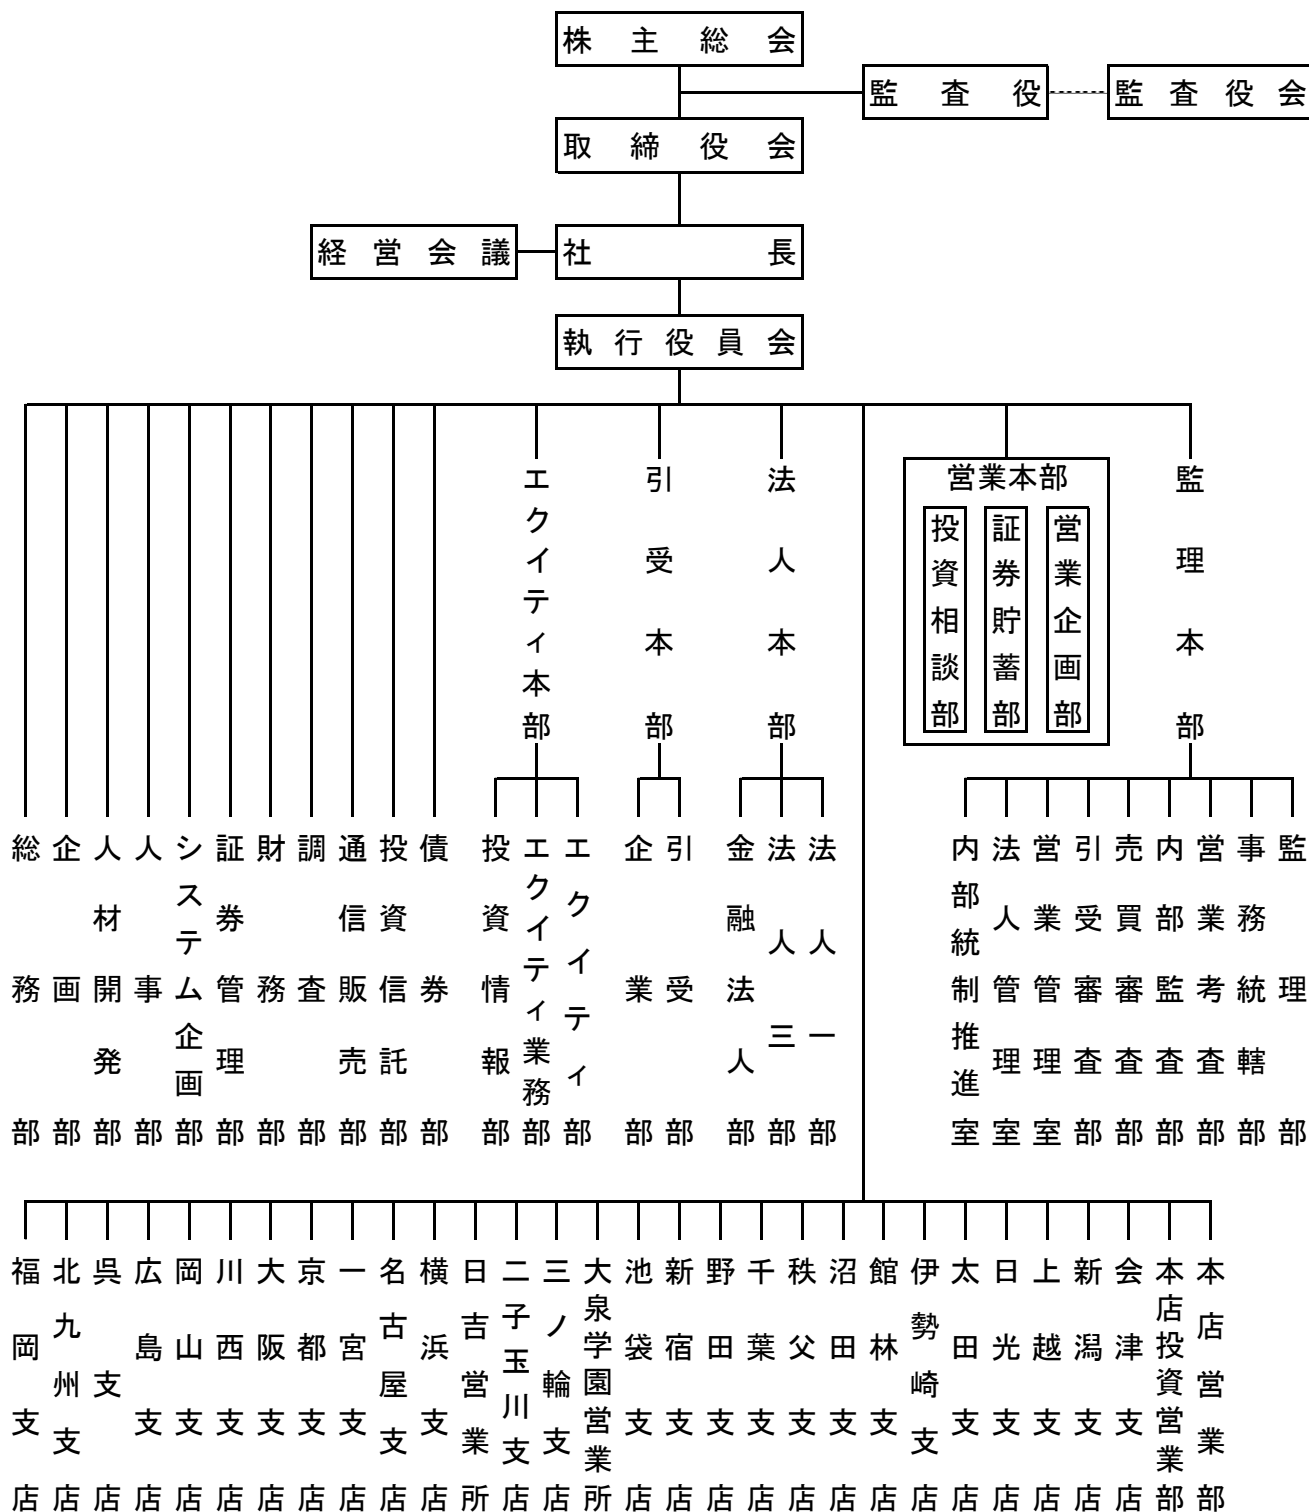 株主総会
監査役
監査役会
取締役会
経営会議
社長
執行役員会
エクイティ本部
引受本部
法人本部
営業本部
投資相談部
証券貯蓄部
営業企画部
監理本部
総務部
企画部
人材開発部
人事部
システム企画部
証券管理部
財務部
調査部
通信販売部
投資信託部
債券部
投資情報部
エクイティ業務部
エクイティ部
企業部
引受部
金融法人部
法人三部
法人一部
内部統制推進室
法人管理室
営業管理室
引受審査部
売買審査部
内部監査部
営業考査部
事務統轄部
監理部
福岡支店
北九州支店
呉支店
広島支店
岡山支店
川西支店
大阪支店
京都支店
一宮支店
名古屋支店
横浜支店
日吉営業所
二子玉川支店
三ノ輪支店
大泉学園営業所
池袋支店
新宿支店
野田支店
千葉支店
秩父支店
沼田支店
館林支店
伊勢崎支店
太田支店
日光支店
上越支店
新潟支店
会津支店
本店投資営業部
本店営業部